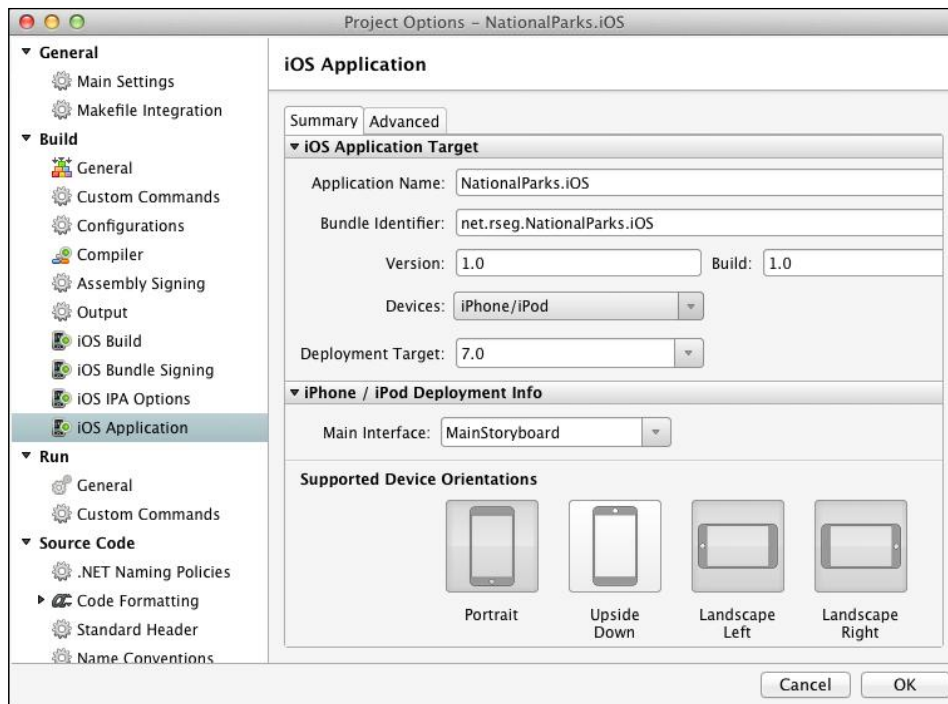 Project Options – NationalParks.iOS
General
Main Settings
Makefile Integration
Build
General
Custom Commands
Configurations
Compiler
Assembly Signing
Output
iOS Build
iOS Bundle Signing
iOS IPA Options
iOS Application
Run
General
Custom Commands
Source Code
.NET Naming Policies
Code Formatting
Standard Header
Name Conventions
iOS Application
Summary Advanced
iOS Application Target
Application Name: NationalParks.iOS
Bundle Identifier: net.rseg.NationalParks.iOS
Version: 1.0 Build: 1.0
Devices: iPhone/iPod
Deployment Target: 7.0
iPhone / iPod Deployment Info
Main Interface: MainStoryboard
Supported Device Orientations
Portrait
Upside
Down
Landscape
Left
Landscape
Right
Cancel OK